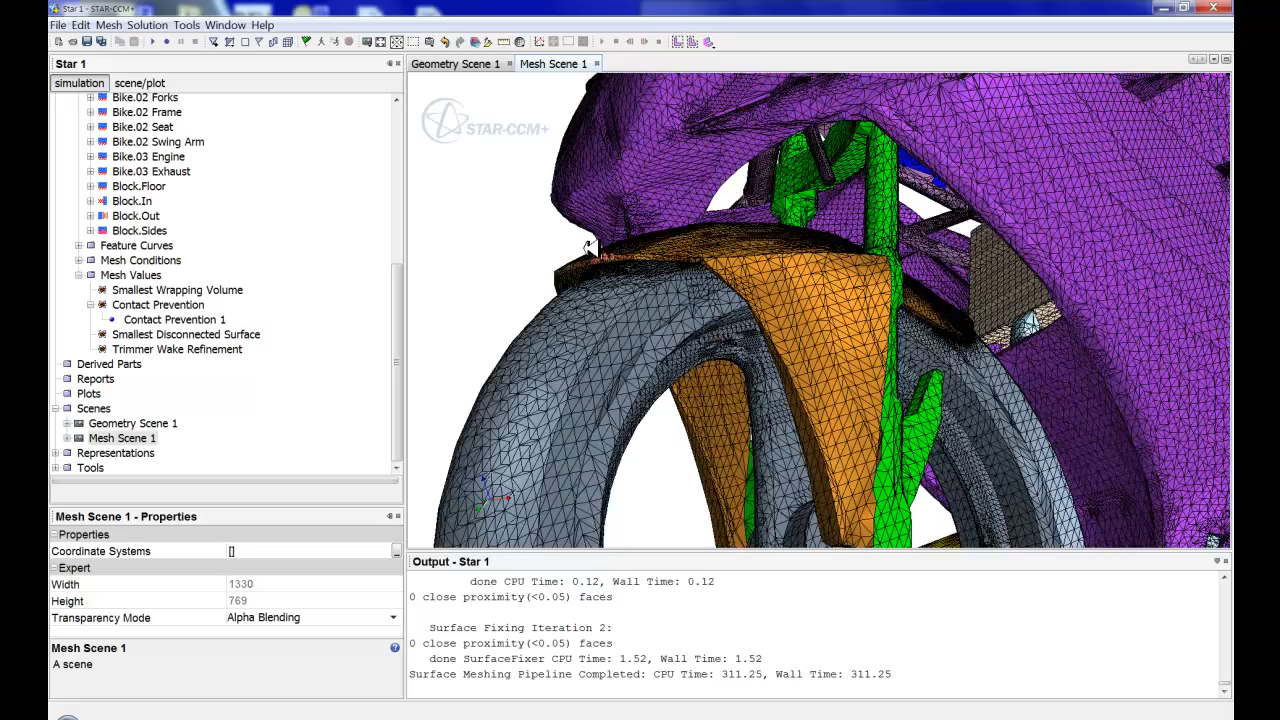 Star 1 - STAR-CCM+
File Edit Mesh Solution Tools Window Help
Star 1
Geometry Scene 1
Mesh Scene 1
simulation
scene/plot
Bike.02 Forks
Bike.02 Frame
Bike.02 Seat
Bike.02 Swing Arm
Bike.03 Engine
Bike.03 Exhaust
Block.Floor
Block.In
Block.Out
Block.Sides
Feature Curves
Mesh Conditions
Mesh Values
Smallest Wrapping Volume
Contact Prevention
Contact Prevention 1
Smallest Disconnected Surface
Trimmer Wake Refinement
Derived Parts
Reports
Plots
Scenes
Geometry Scene 1
Mesh Scene 1
Representations
Tools
STAR-CCM+
Mesh Scene 1 - Properties
Properties
Coordinate Systems []
Expert
Width 1330
Height 769
Transparency Mode Alpha Blending
Mesh Scene 1
A scene
Output - Star 1
done CPU Time: 0.12, Wall Time: 0.12
0 close proximity(<0.05) faces
Surface Fixing Iteration 2:
0 close proximity(<0.05) faces
done SurfaceFixer CPU Time: 1.52, Wall Time: 1.52
Surface Meshing Pipeline Completed: CPU Time: 311.25, Wall Time: 311.25